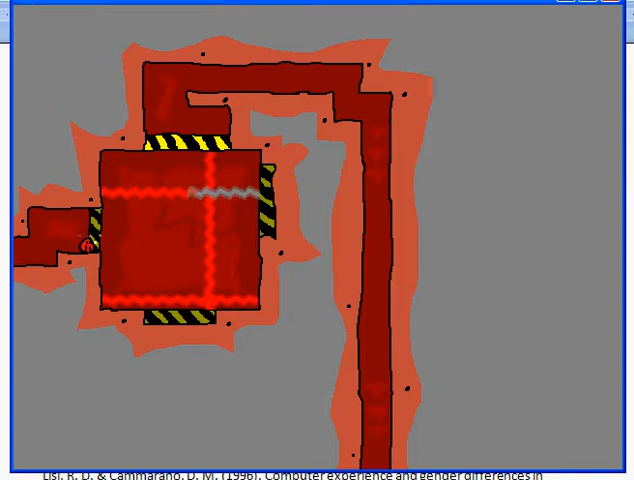 Lisi, R. D. & Cammarano, D. M. (1996). Computer experience and gender differences in